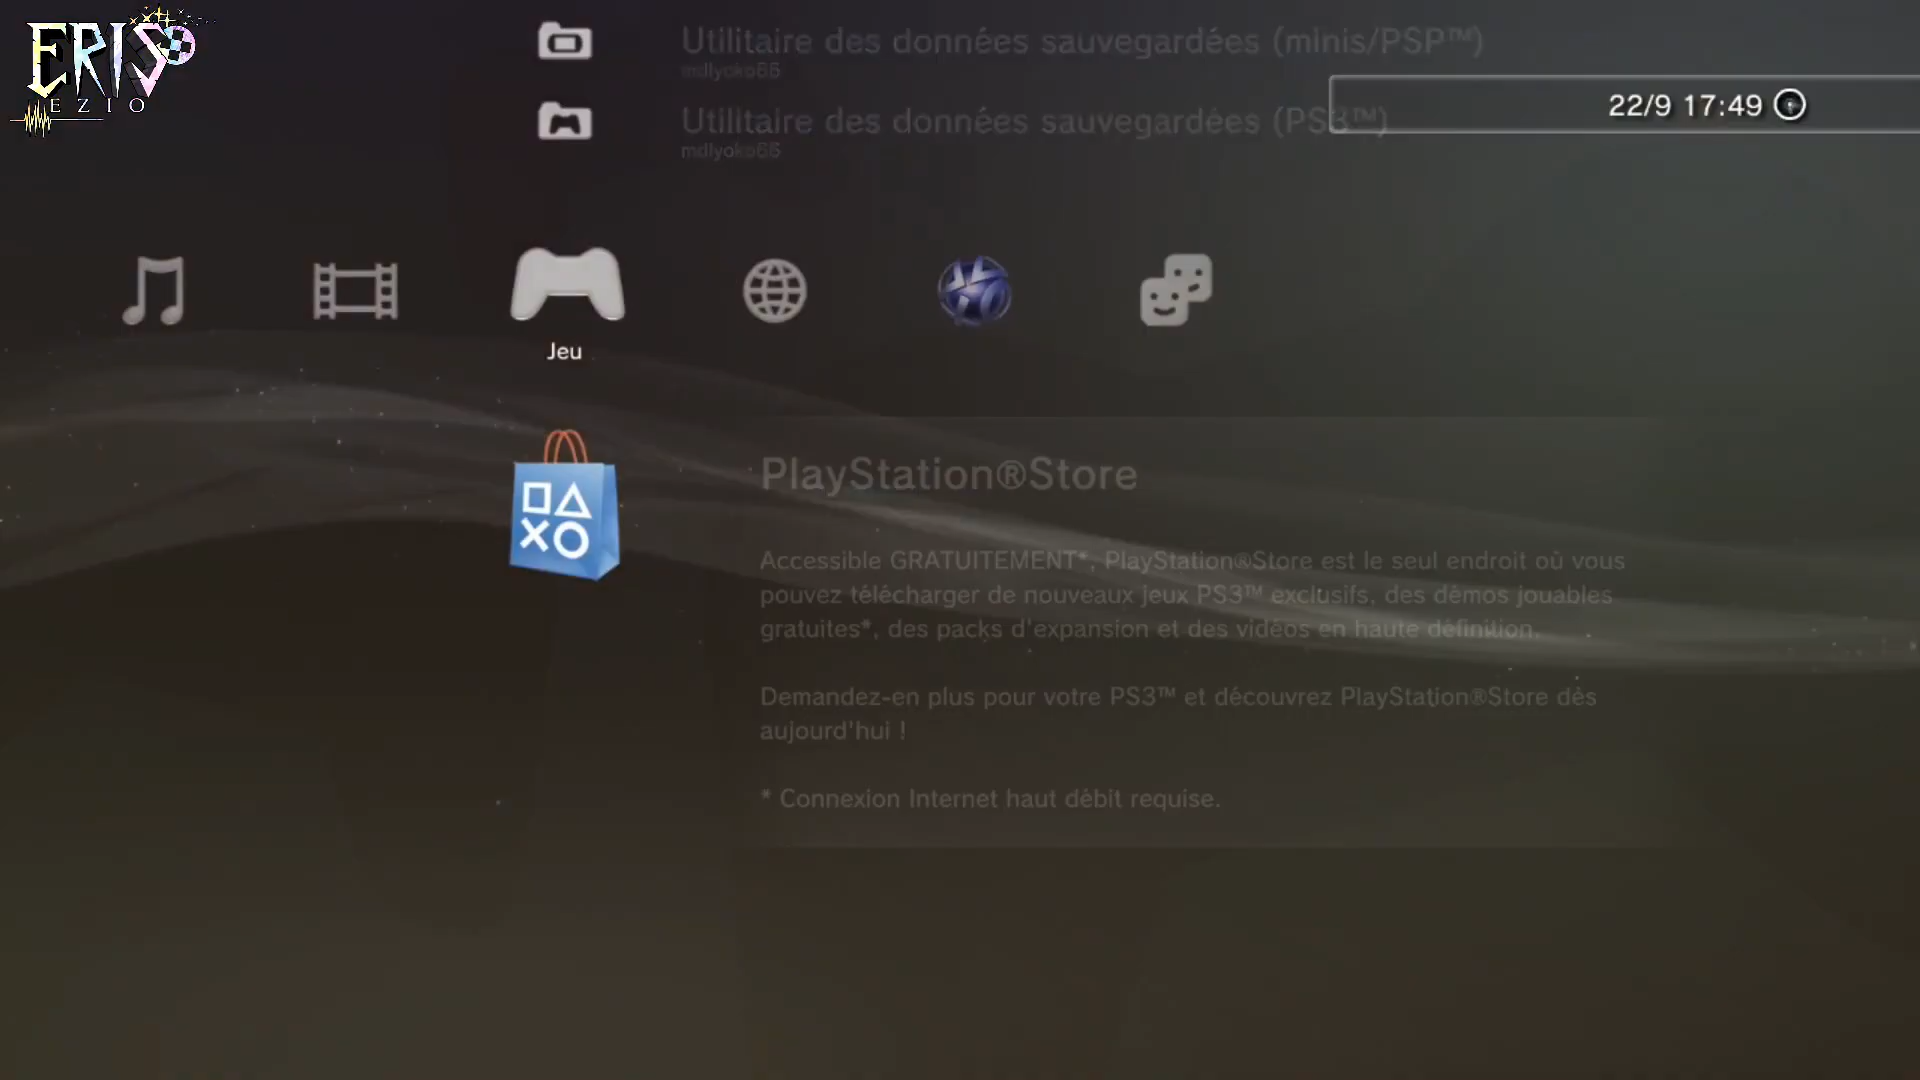 ERIS
EZIO
Utilitaire des données sauvegardées (minis/PSP™)
mdlyoko66
22/9 17:49
Utilitaire des données sauvegardées (PS3™)
mdlyoko66
Jeu
PlayStation®Store
Accessible GRATUITEMENT*, PlayStation®Store est le seul endroit où vous
pouvez télécharger de nouveaux jeux PS3™ exclusifs, des démos jouables
gratuites*, des packs d'expansion et des vidéos en haute définition.
Demandez-en plus pour votre PS3™ et découvrez PlayStation®Store dès
aujourd'hui !
* Connexion Internet haut débit requise.